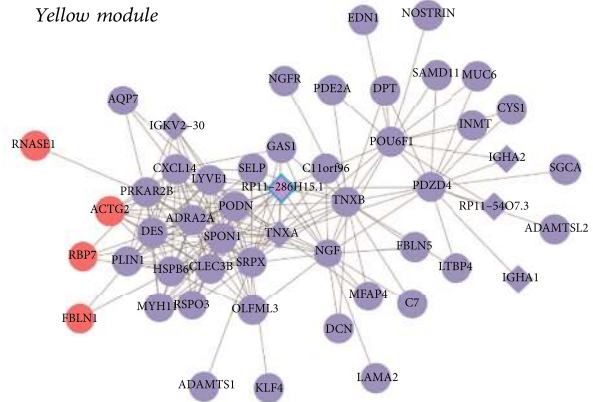 Yellow module
EDN1
NOSTRIN
NGFR
PDE2A
DPT
SAMD11
MUC6
AQP7
CYS1
IGKV2–30
INMT
RNASE1
GAS1
POU6F1
IGHA2
CXCL14
LYVE1
SELP
C11orf96
SGCA
PRKAR2B
RP11–286H15.1
PDZD4
ACTG2
ADRA2A
PODN
TNXB
RP11–54O7.3
DES
SPON1
TNXA
ADAMTSL2
RBP7
PLIN1
HSPB6
CLEC3B
SRPX
NGF
FBLN5
LTBP4
IGHA1
FBLN1
MYH11
RSPO3
OLFML3
MFAP4
C7
DCN
ADAMTS1
KLF4
LAMA2